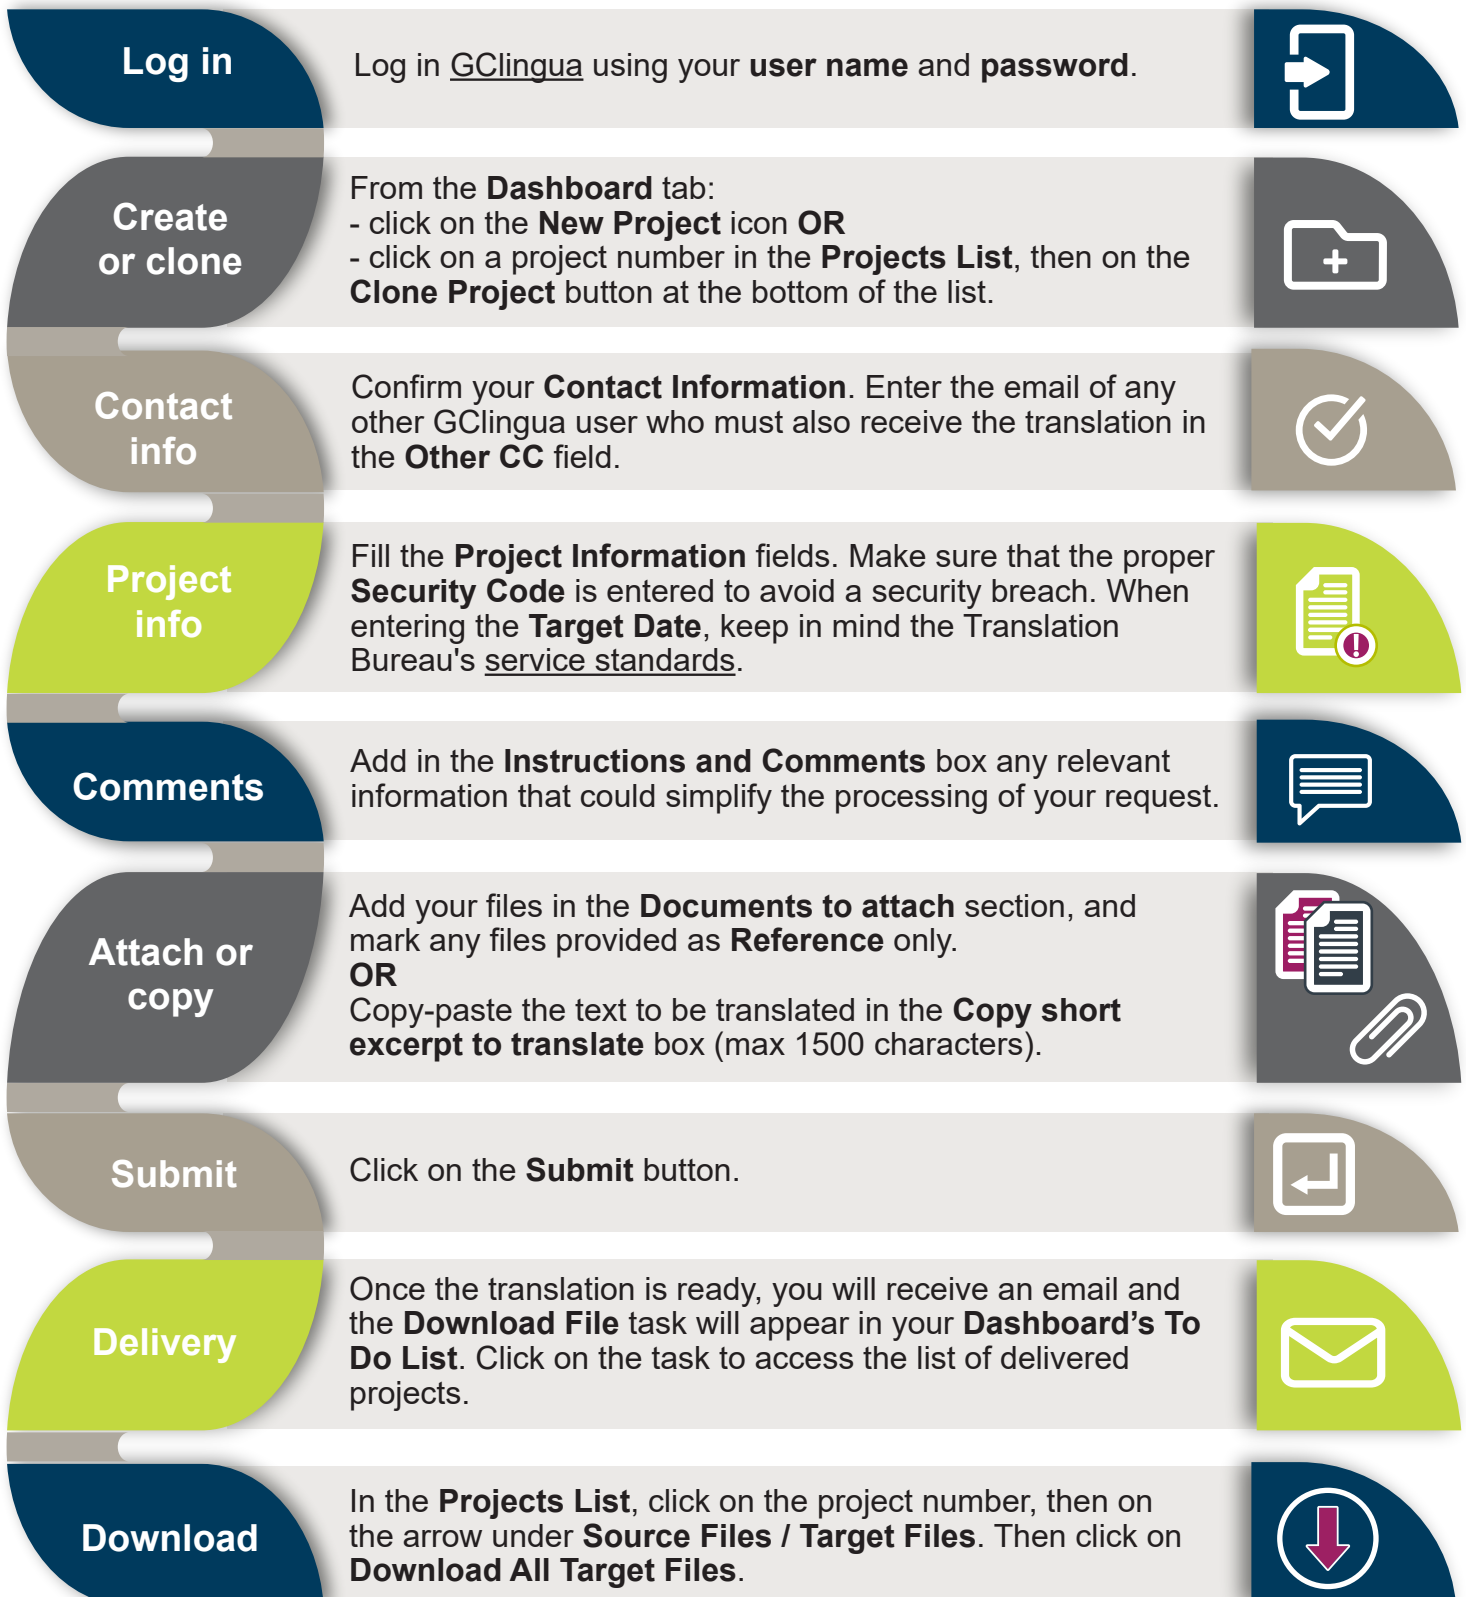 Log in
Log in GClingua using your user name and password.
Create
or clone
From the Dashboard tab:
- click on the New Project icon OR
- click on a project number in the Projects List, then on the
Clone Project button at the bottom of the list.
Contact
info
Confirm your Contact Information. Enter the email of any
other GClingua user who must also receive the translation in
the Other CC field.
Project
info
Fill the Project Information fields. Make sure that the proper
Security Code is entered to avoid a security breach. When
entering the Target Date, keep in mind the Translation
Bureau's service standards.
Comments
Add in the Instructions and Comments box any relevant
information that could simplify the processing of your request.
Attach or
copy
Add your files in the Documents to attach section, and
mark any files provided as Reference only.
OR
Copy-paste the text to be translated in the Copy short
excerpt to translate box (max 1500 characters).
Submit
Click on the Submit button.
Delivery
Once the translation is ready, you will receive an email and
the Download File task will appear in your Dashboard’s To
Do List. Click on the task to access the list of delivered
projects.
Download
In the Projects List, click on the project number, then on
the arrow under Source Files / Target Files. Then click on
Download All Target Files.